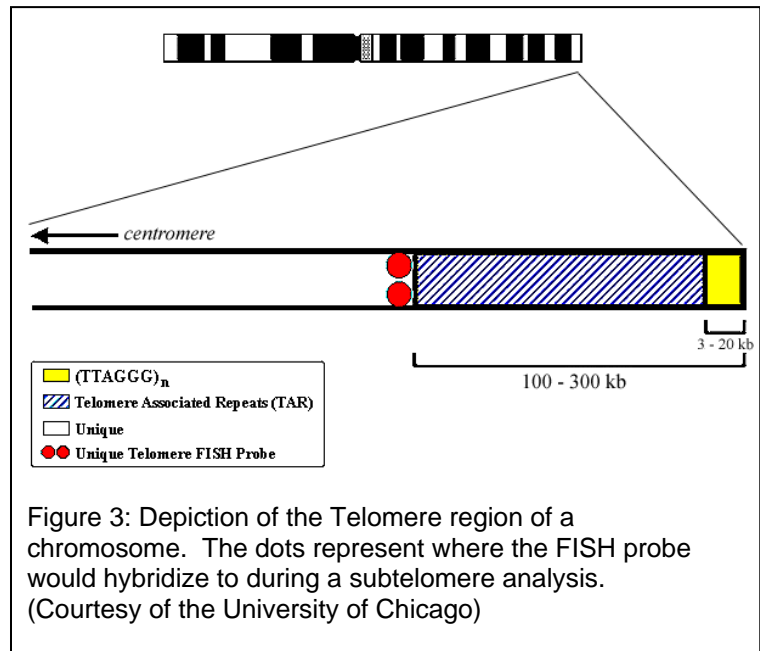 centromere
3 - 20 kb
100 - 300 kb
(TTAGGG)n
Telomere Associated Repeats (TAR)
Unique
Unique Telomere FISH Probe
Figure 3: Depiction of the Telomere region of a
chromosome. The dots represent where the FISH probe
would hybridize to during a subtelomere analysis.
(Courtesy of the University of Chicago)